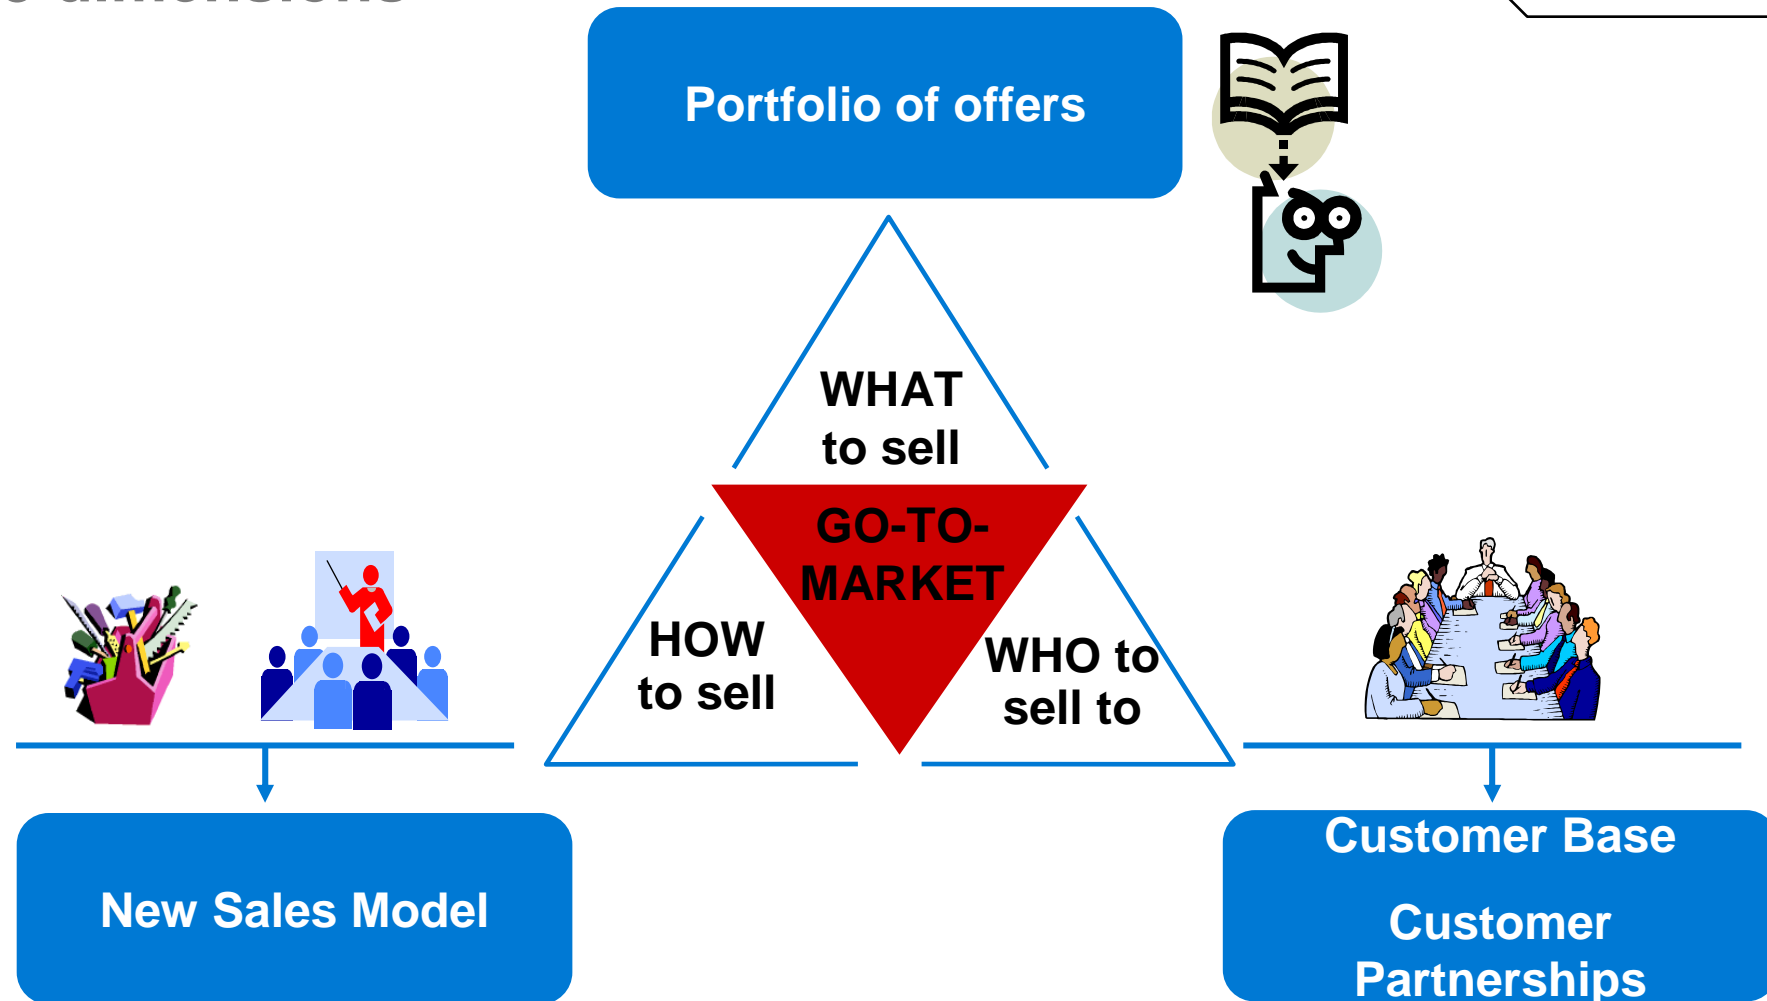 dimensions
Portfolio of offers
WHAT
to sell
GO-TO-
MARKET
HOW
to sell
WHO to
sell to
New Sales Model
Customer Base
Customer
Partnerships